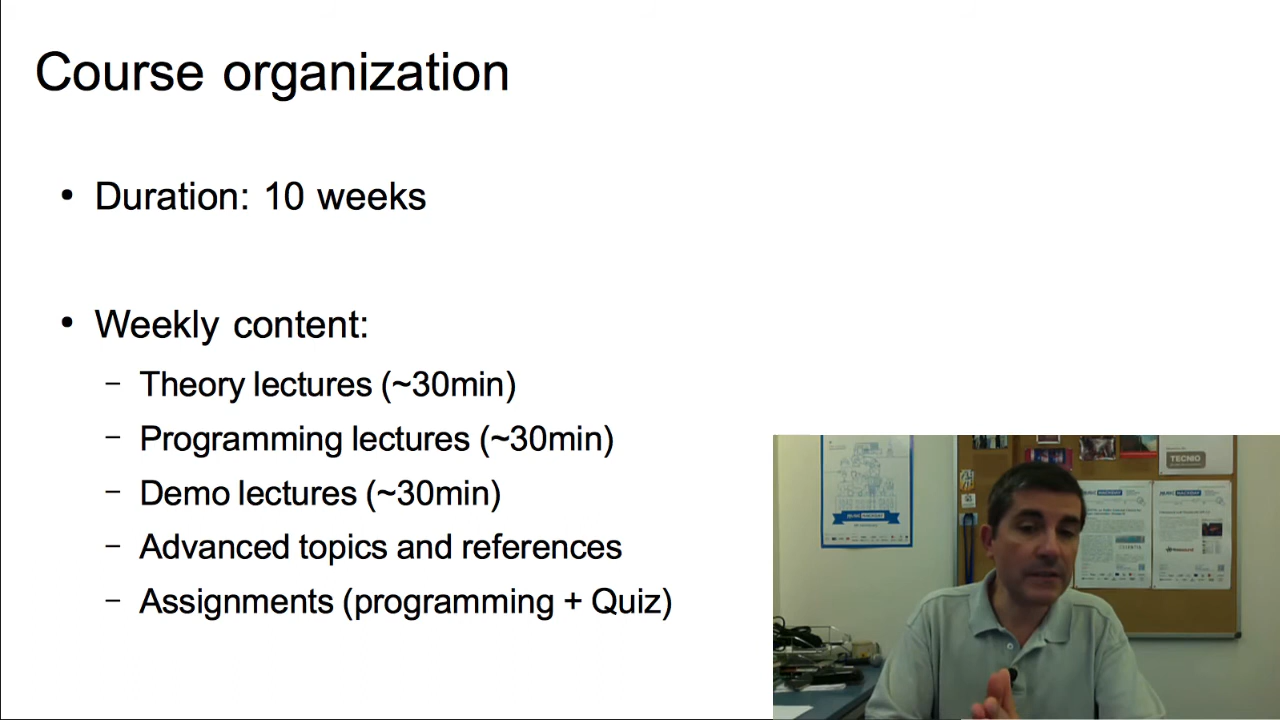 Course organization
• Duration: 10 weeks
• Weekly content:
– Theory lectures (~30min)
– Programming lectures (~30min)
– Demo lectures (~30min)
– Advanced topics and references
– Assignments (programming + Quiz)
TECNIO
HACKDAY